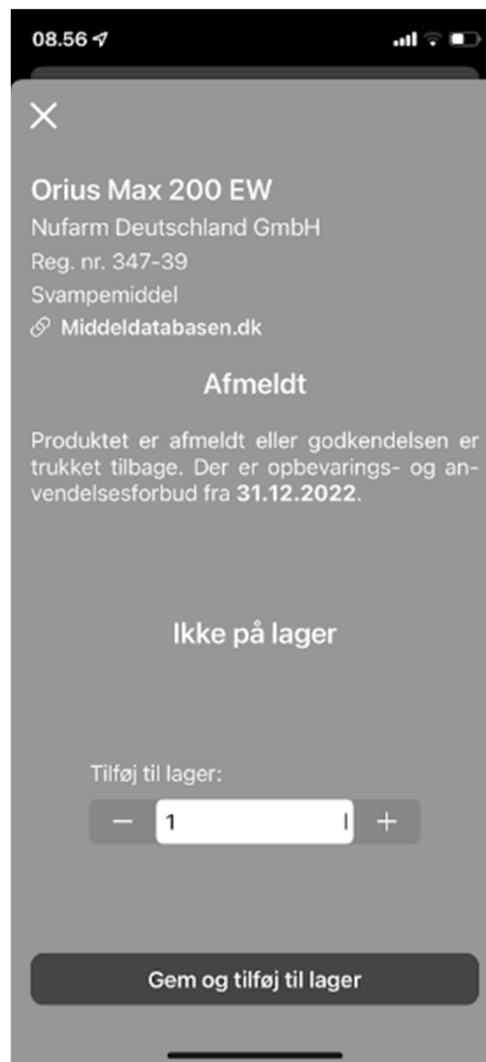 08.56
Orius Max 200 EW
Nufarm Deutschland GmbH
Reg. nr. 347-39
Svampemiddel
Middeldatabasen.dk
Afmeldt
Produktet er afmeldt eller godkendelsen er
trukket tilbage. Der er opbevarings- og an-
vendelsesforbud fra 31.12.2022.
Ikke på lager
Tilføj til lager:
− 1 l +
Gem og tilføj til lager